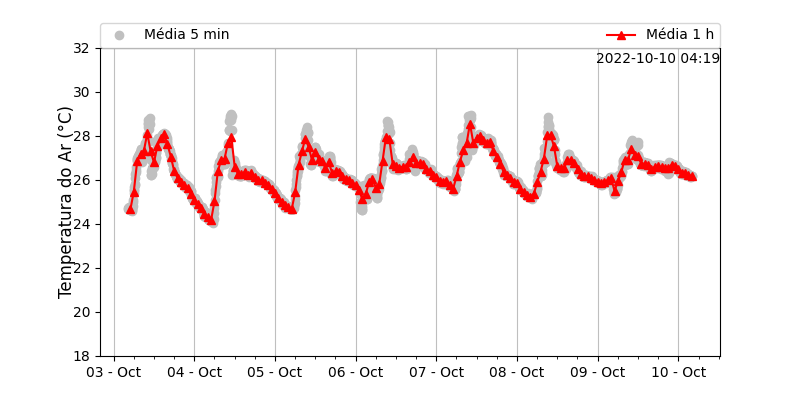 Média 5 min
Média 1 h
2022-10-10 04:19
Temperatura do Ar (°C)
32
30
28
26
24
22
20
18
03 - Oct
04 - Oct
05 - Oct
06 - Oct
07 - Oct
08 - Oct
09 - Oct
10 - Oct